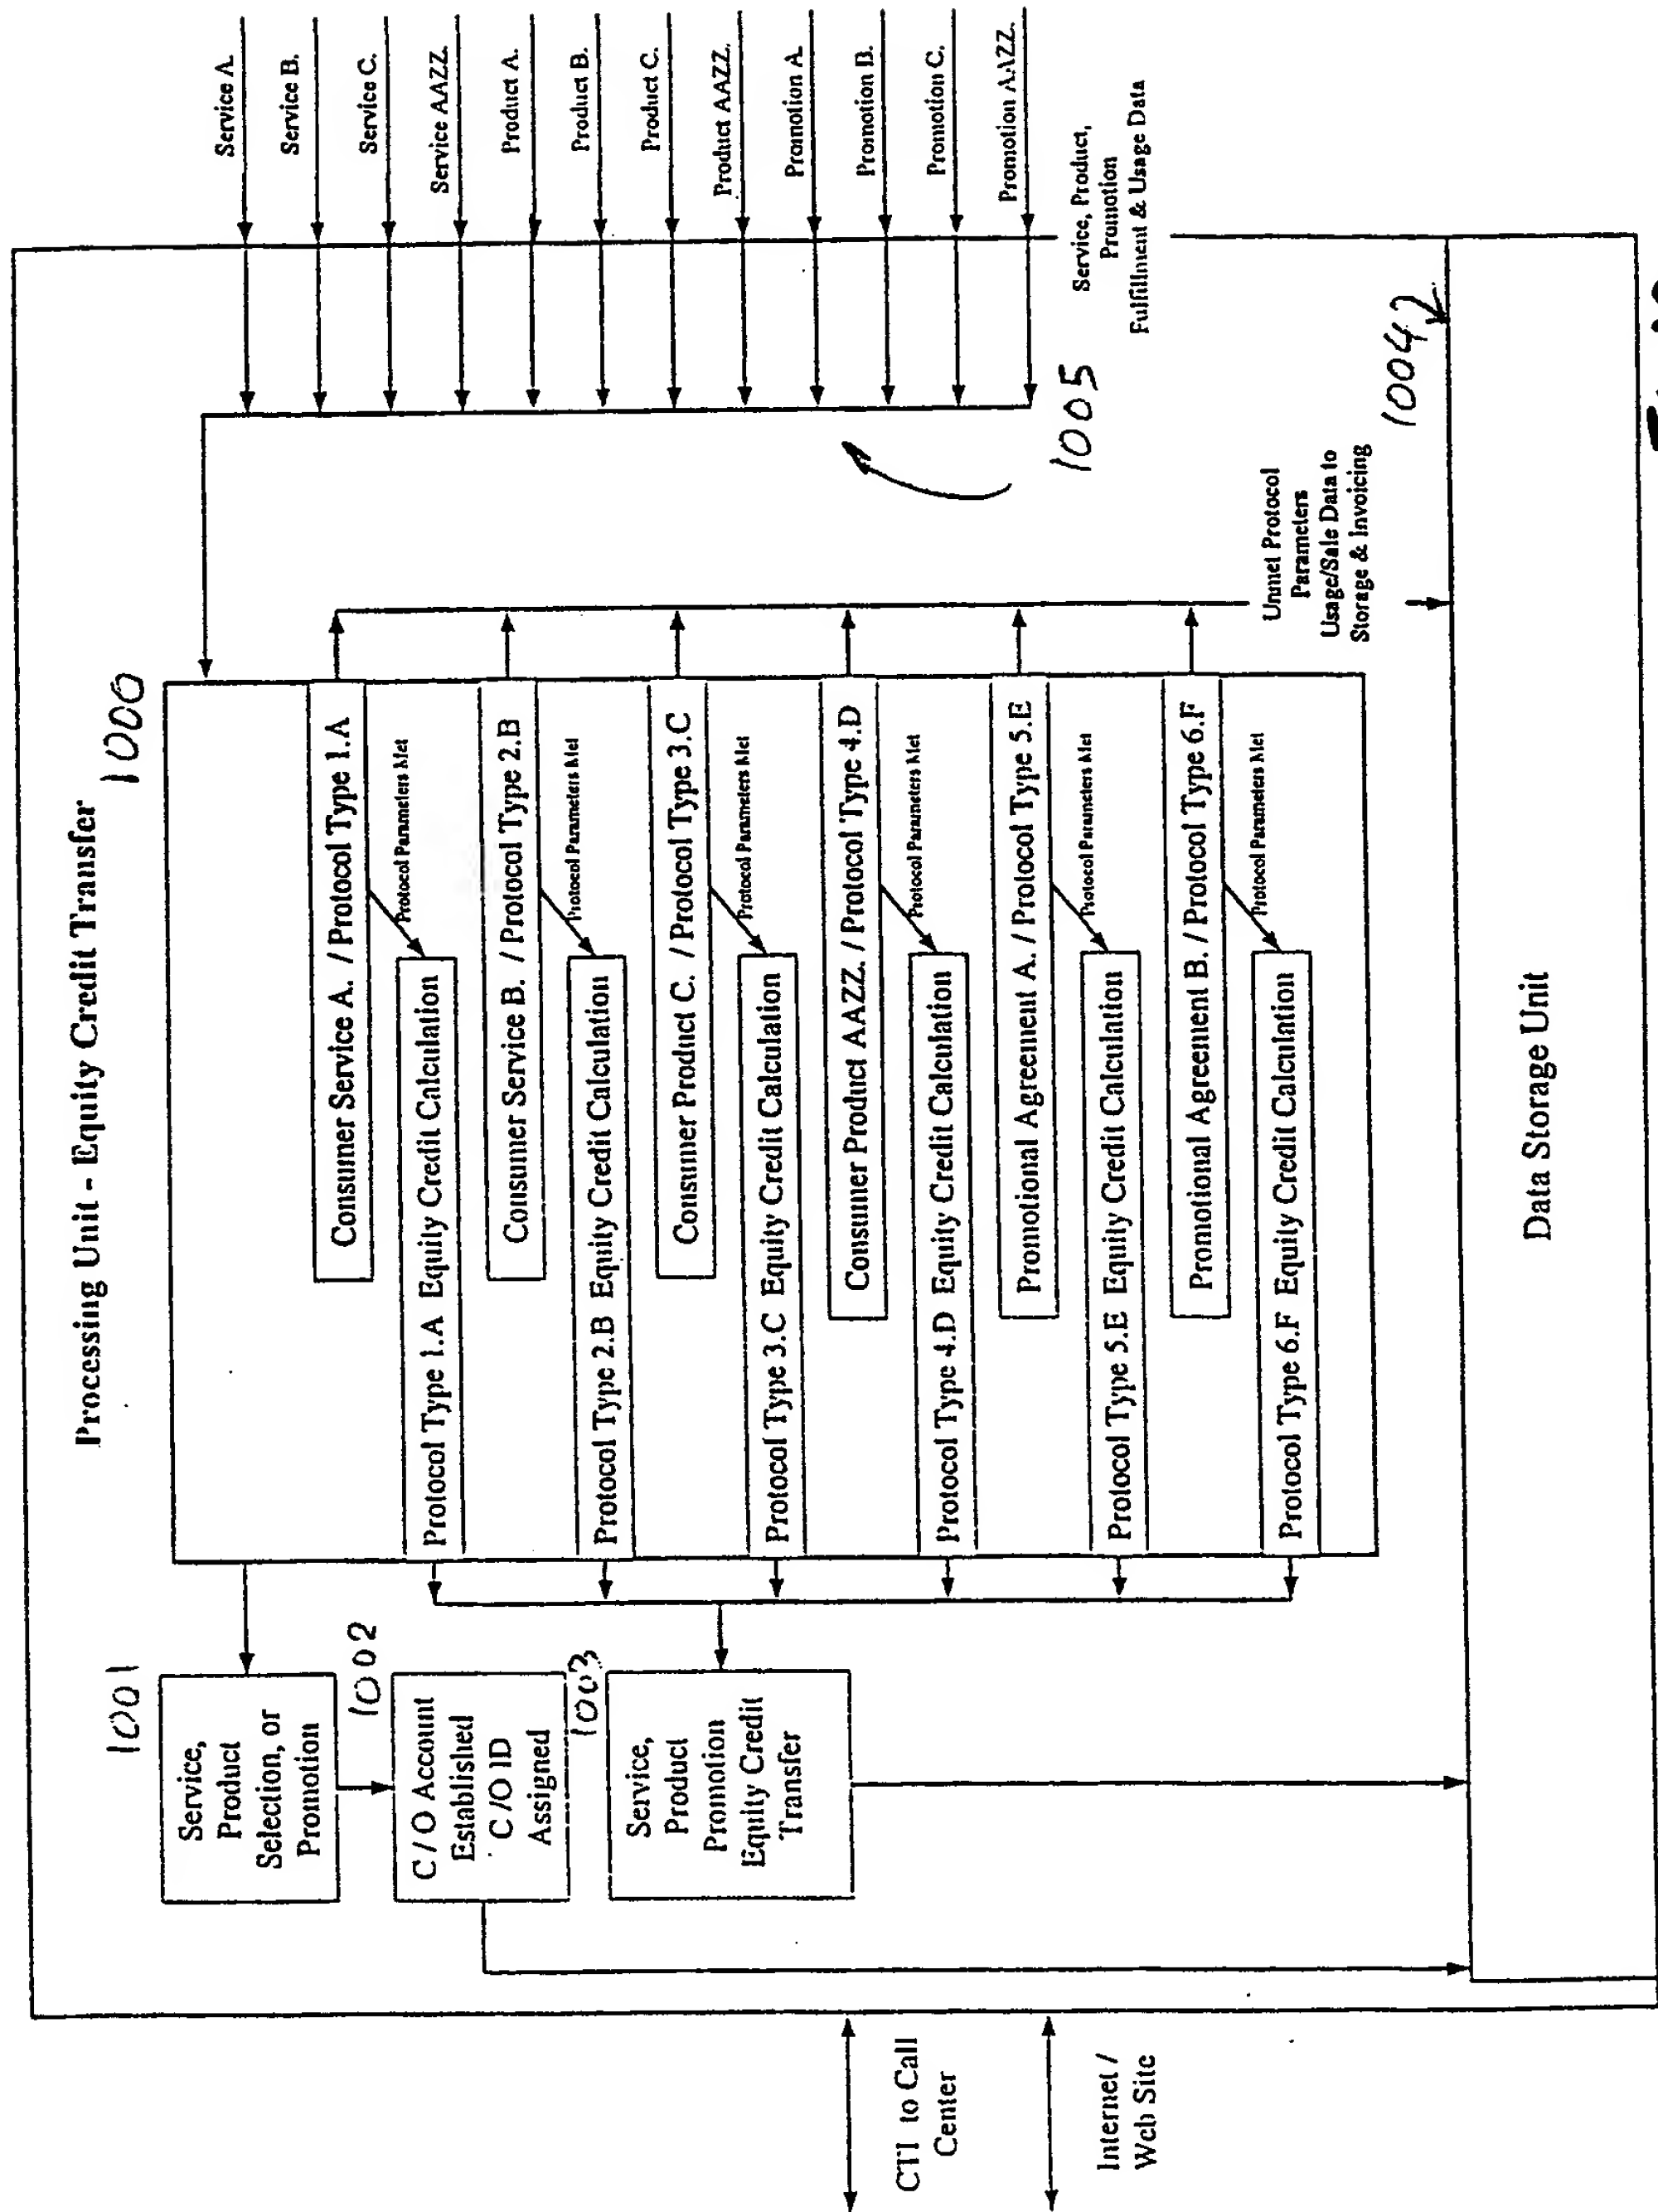 Processing Unit - Equity Credit Transfer
1000
1001
Service,
Product
Selection, or
Promotion
1002
C / O Account
Established
C / O ID
Assigned
1003
Service,
Product
Promotion
Equity Credit
Transfer
Consumer Service A. / Protocol Type 1.A
Protocol Parameters Met
Protocol Type 1.A Equity Credit Calculation
Consumer Service B. / Protocol Type 2.B
Protocol Parameters Met
Protocol Type 2.B Equity Credit Calculation
Consumer Product C. / Protocol Type 3.C
Protocol Parameters Met
Protocol Type 3.C Equity Credit Calculation
Consumer Product AAZZ. / Protocol Type 4.D
Protocol Parameters Met
Protocol Type 4.D Equity Credit Calculation
Promotional Agreement A. / Protocol Type 5.E
Protocol Parameters Met
Protocol Type 5.E Equity Credit Calculation
Promotional Agreement B. / Protocol Type 6.F
Protocol Parameters Met
Protocol Type 6.F Equity Credit Calculation
Service A.
Service B.
Service C.
Service AAZZ.
Product A.
Product B.
Product C.
Product AAZZ.
Promotion A.
Promotion B.
Promotion C.
Promotion AAZZ.
Service, Product,
Promotion
Fulfillment & Usage Data
1005
Unmet Protocol
Parameters
Usage/Sale Data to
Storage & Invoicing
1004
Data Storage Unit
CTI to Call
Center
Internet /
Web Site